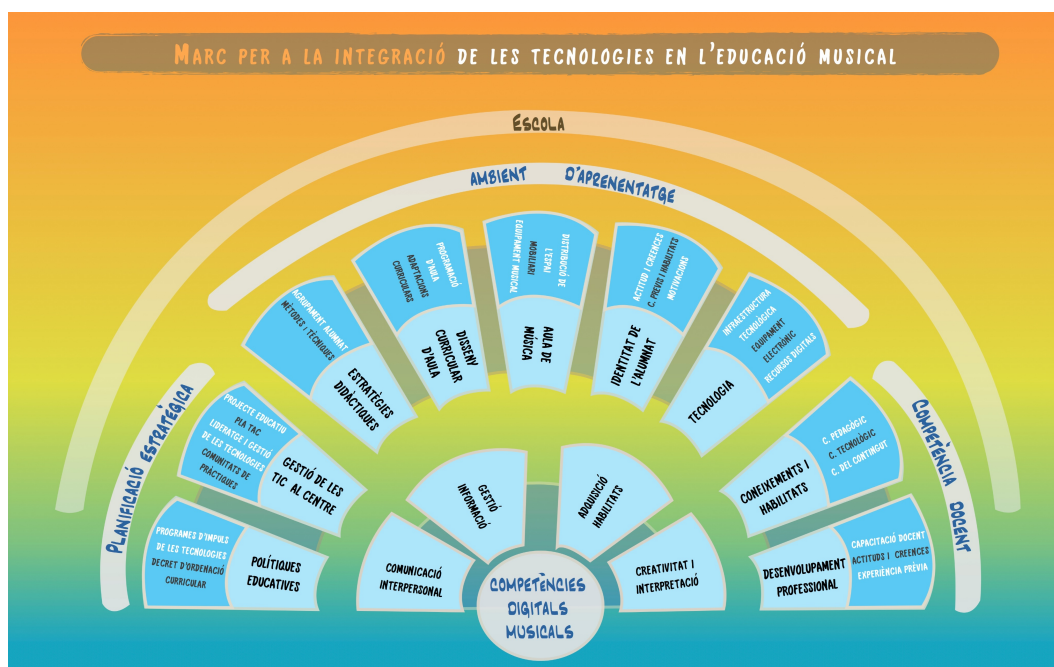 MARC PER A LA INTEGRACIÓ DE LES TECNOLOGIES EN L'EDUCACIÓ MUSICAL
ESCOLA
AMBIENT D'APRENENTATGE
PLANIFICACIÓ ESTRATÈGICA
COMPETÈNCIA DOCENT
PROGRAMES D'IMPULS
DE LES TECNOLOGIES
DECRET D'ORDENACIÓ
CURRICULAR
POLÍTIQUES
EDUCATIVES
PROJECTE EDUCATIU
PLA TAC
LIDERATGE I GESTIÓ
DE LES TECNOLOGIES
COMUNITATS DE
PRÀCTIQUES
GESTIÓ DE LES
TIC AL CENTRE
AGRUPAMENT ALUMNAT
MÈTODES I TÈCNIQUES
ESTRATÈGIES
DIDÀCTIQUES
PROGRAMACIÓ
D'AULA
ADAPTACIONS
CURRICULARS
DISSENY
CURRICULAR
D'AULA
DISTRIBUCIÓ DE
L'ESPAI
MOBILIARI
EQUIPAMENT MUSICAL
AULA DE
MÚSICA
ACTITUD I CREENCES
C. PREVIS I HABILITATS
MOTIVACIONS
IDENTITAT DE
L'ALUMNAT
INFRAESTRUCTURA
TECNOLÒGICA
EQUIPAMENT
ELECTRÒNIC
RECURSOS DIGITALS
TECNOLOGIA
C. PEDAGÒGIC
C. TECNOLÒGIC
C. DEL CONTINGUT
CONEIXEMENTS I
HABILITATS
CAPACITACIÓ DOCENT
ACTITUDS I CREENCES
EXPERIÈNCIA PRÈVIA
DESENVOLUPAMENT
PROFESSIONAL
COMUNICACIÓ
INTERPERSONAL
GESTIÓ
INFORMACIÓ
ADQUISICIÓ
HABILITATS
CREATIVITAT I
INTERPRETACIÓ
COMPETÈNCIES
DIGITALS
MUSICALS